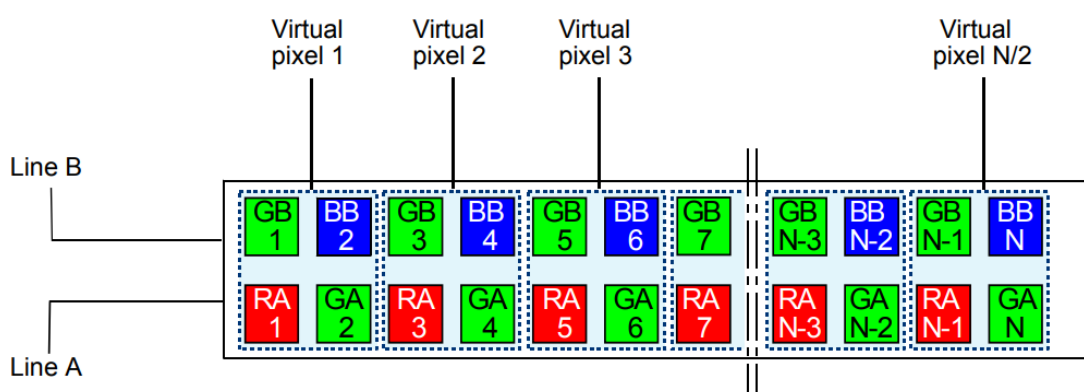 Virtual
pixel 1
Virtual
pixel 2
Virtual
pixel 3
Virtual
pixel N/2
Line B
GB
1
BB
2
GB
3
BB
4
GB
5
BB
6
GB
7
GB
N-3
BB
N-2
GB
N-1
BB
N
RA
1
GA
2
RA
3
GA
4
RA
5
GA
6
RA
7
RA
N-3
GA
N-2
RA
N-1
GA
N
Line A